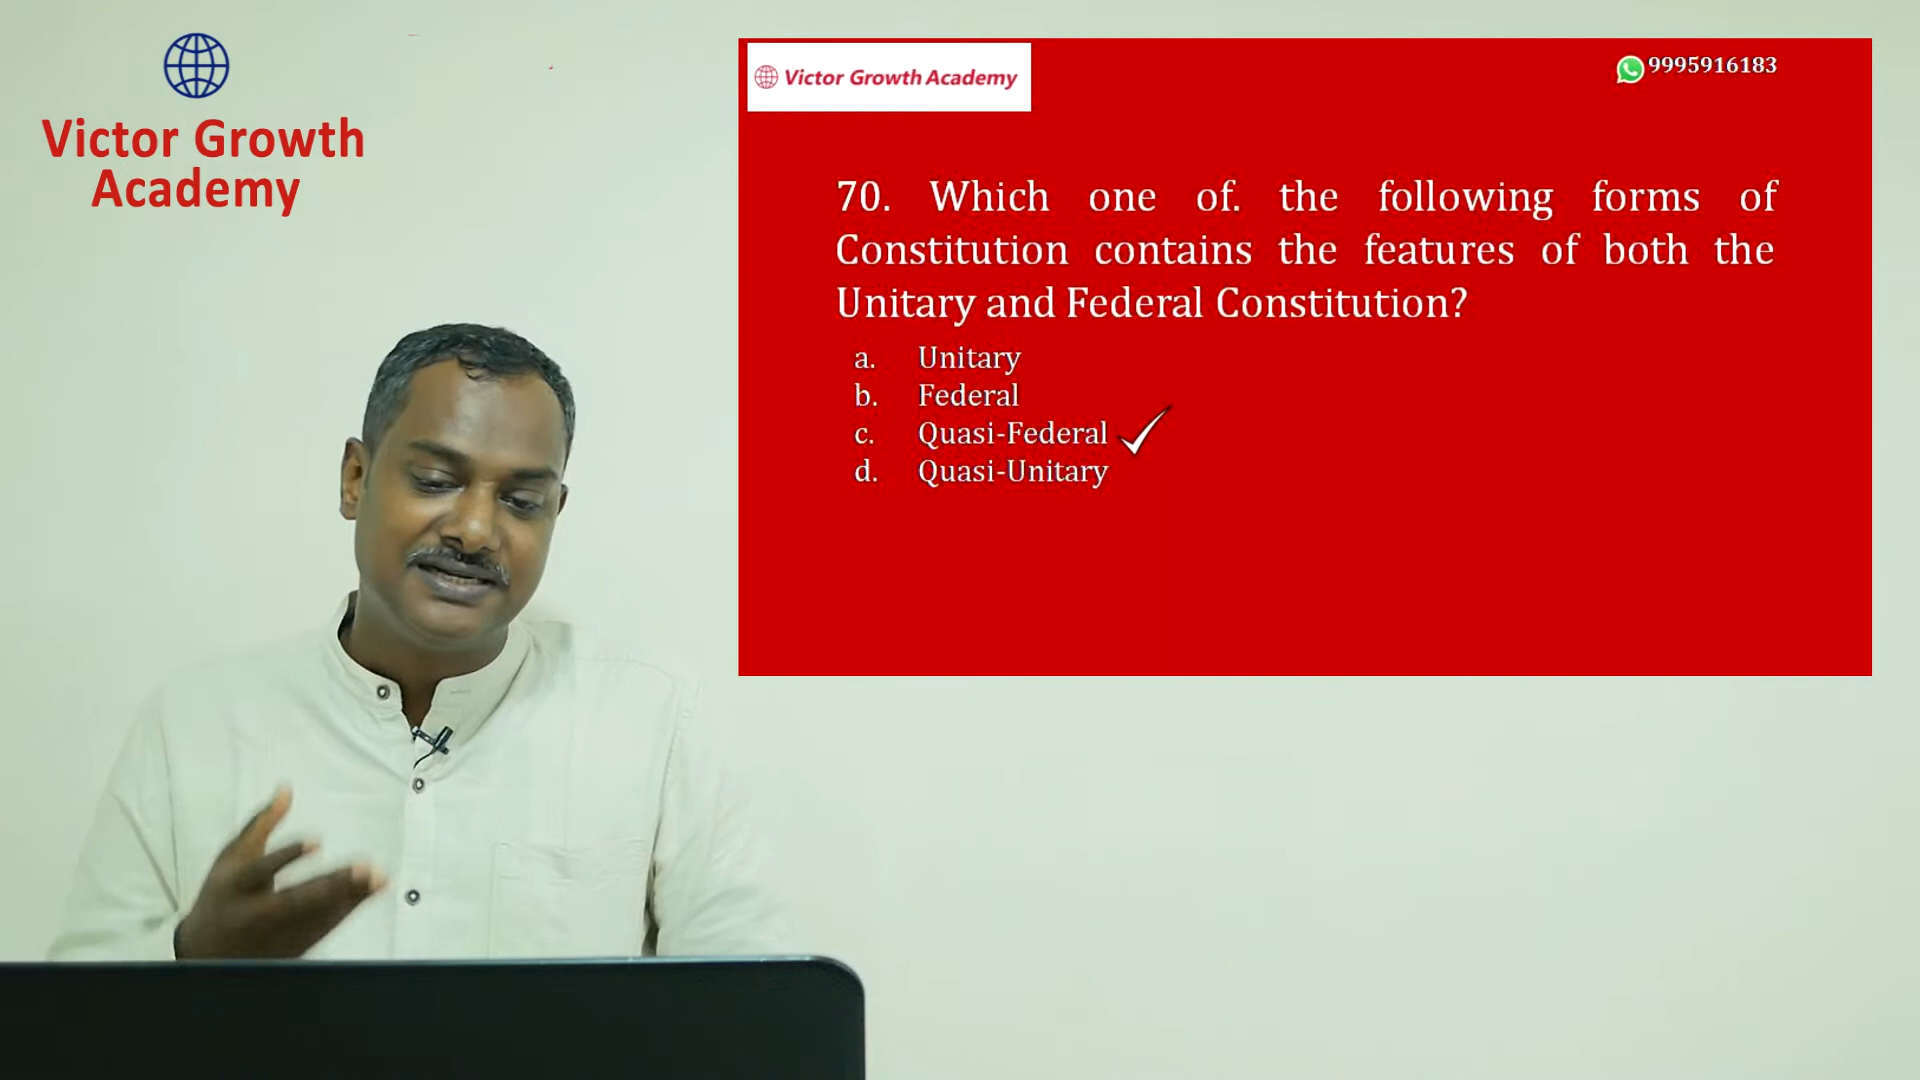 Victor Growth
Academy
Victor Growth Academy
9995916183
70. Which one of. the following forms of
Constitution contains the features of both the
Unitary and Federal Constitution?
a. Unitary
b. Federal
c. Quasi-Federal
d. Quasi-Unitary